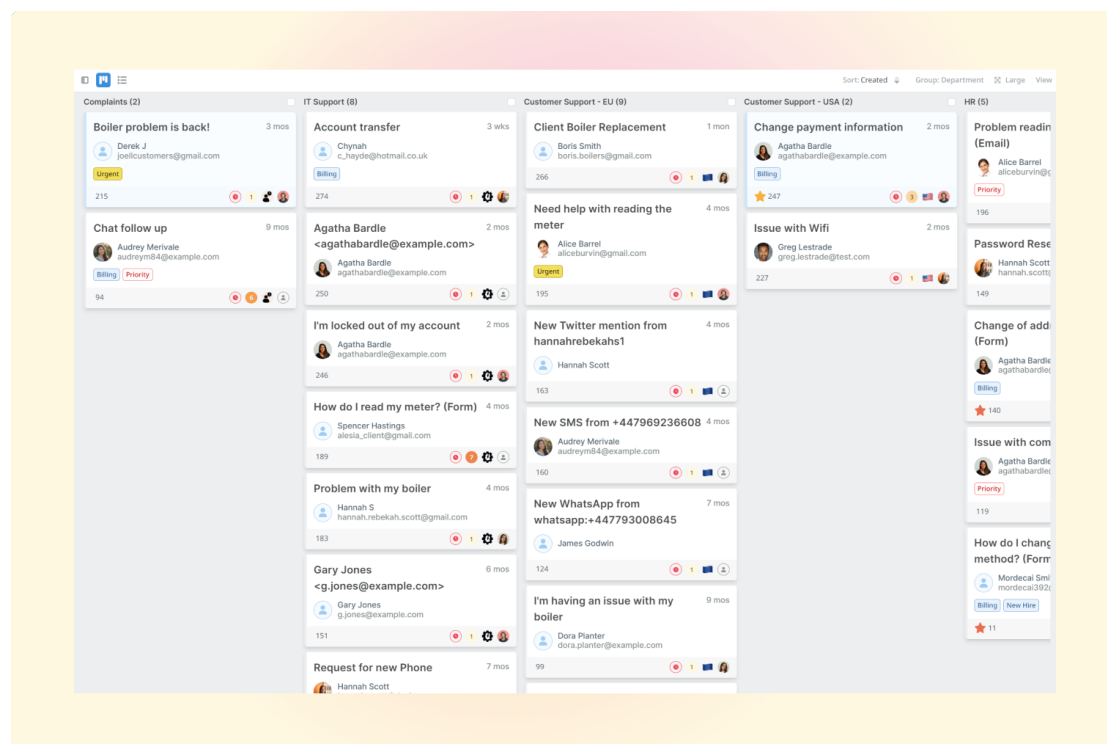 Sort: Created
Group: Department
Large
View
Complaints (2)
Boiler problem is back!
3 mos
Derek J
joellcustomers@gmail.com
Urgent
215
1
Chat follow up
9 mos
Audrey Merivale
audreym84@example.com
Billing
Priority
94
6
IT Support (8)
Account transfer
3 wks
Chynah
c_hayde@hotmail.co.uk
Billing
274
1
Agatha Bardle
2 mos
<agathabardle@example.com>
Agatha Bardle
agathabardle@example.com
250
1
I'm locked out of my account
2 mos
Agatha Bardle
agathabardle@example.com
246
1
How do I read my meter? (Form)
4 mos
Spencer Hastings
alesia_client@gmail.com
189
7
Problem with my boiler
4 mos
Hannah S
hannah.rebekah.scott@gmail.com
183
1
Gary Jones
6 mos
<g.jones@example.com>
Gary Jones
g.jones@example.com
151
1
Request for new Phone
7 mos
Hannah Scott
Customer Support - EU (9)
Client Boiler Replacement
1 mon
Boris Smith
boris.boilers@gmail.com
266
1
Need help with reading the
4 mos
meter
Alice Barrel
aliceburvin@gmail.com
Urgent
195
1
New Twitter mention from
4 mos
hannahrebekahs1
Hannah Scott
163
1
New SMS from +447969236608
4 mos
Audrey Merivale
audreym84@example.com
160
1
New WhatsApp from
7 mos
whatsapp:+447793008645
James Godwin
124
1
I'm having an issue with my
9 mos
boiler
Dora Planter
dora.planter@example.com
99
1
Customer Support - USA (2)
Change payment information
2 mos
Agatha Bardle
agathabardle@example.com
Billing
247
3
Issue with Wifi
2 mos
Greg Lestrade
greg.lestrade@test.com
227
1
HR (5)
Problem readin
(Email)
Alice Barrel
aliceburvin@g
Priority
196
Password Rese
Hannah Scott
hannah.scott@
149
Change of add
(Form)
Agatha Bardle
agathabardle@
Billing
140
Issue with com
Agatha Bardle
agathabardle@
Priority
119
How do I chang
method? (Form
Mordecai Smi
mordecai392@
Billing
New Hire
11